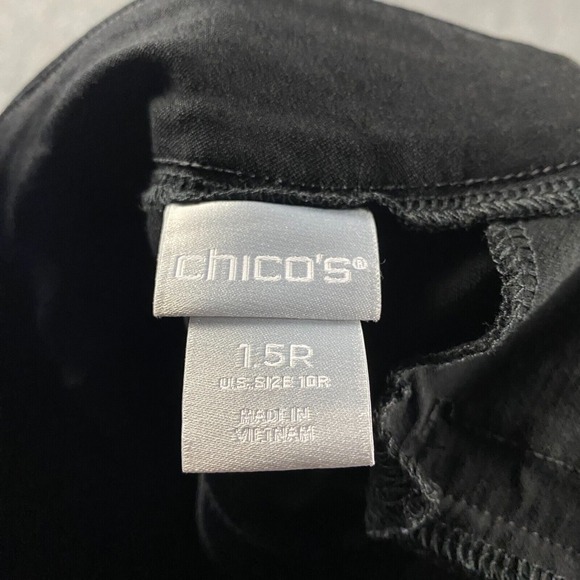 chico's®
1.5R
U.S. SIZE 10R
MADE IN
VIETNAM